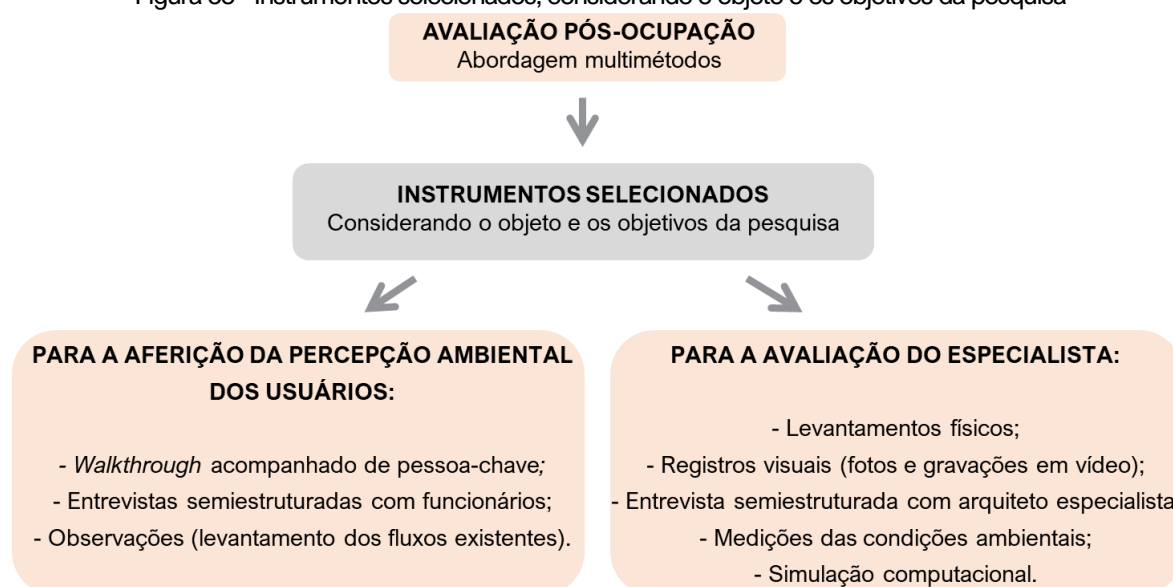 Instrumentos selecionados, considerando o objeto e os objetivos da pesquisa
AVALIAÇÃO PÓS-OCUPAÇÃO
Abordagem multimétodos
INSTRUMENTOS SELECIONADOS
Considerando o objeto e os objetivos da pesquisa
PARA A AFERIÇÃO DA PERCEPÇÃO AMBIENTAL
DOS USUÁRIOS:
- Walkthrough acompanhado de pessoa-chave;
- Entrevistas semiestruturadas com funcionários;
- Observações (levantamento dos fluxos existentes).
PARA A AVALIAÇÃO DO ESPECIALISTA:
- Levantamentos físicos;
- Registros visuais (fotos e gravações em vídeo);
- Entrevista semiestruturada com arquiteto especialista
- Medições das condições ambientais;
- Simulação computacional.